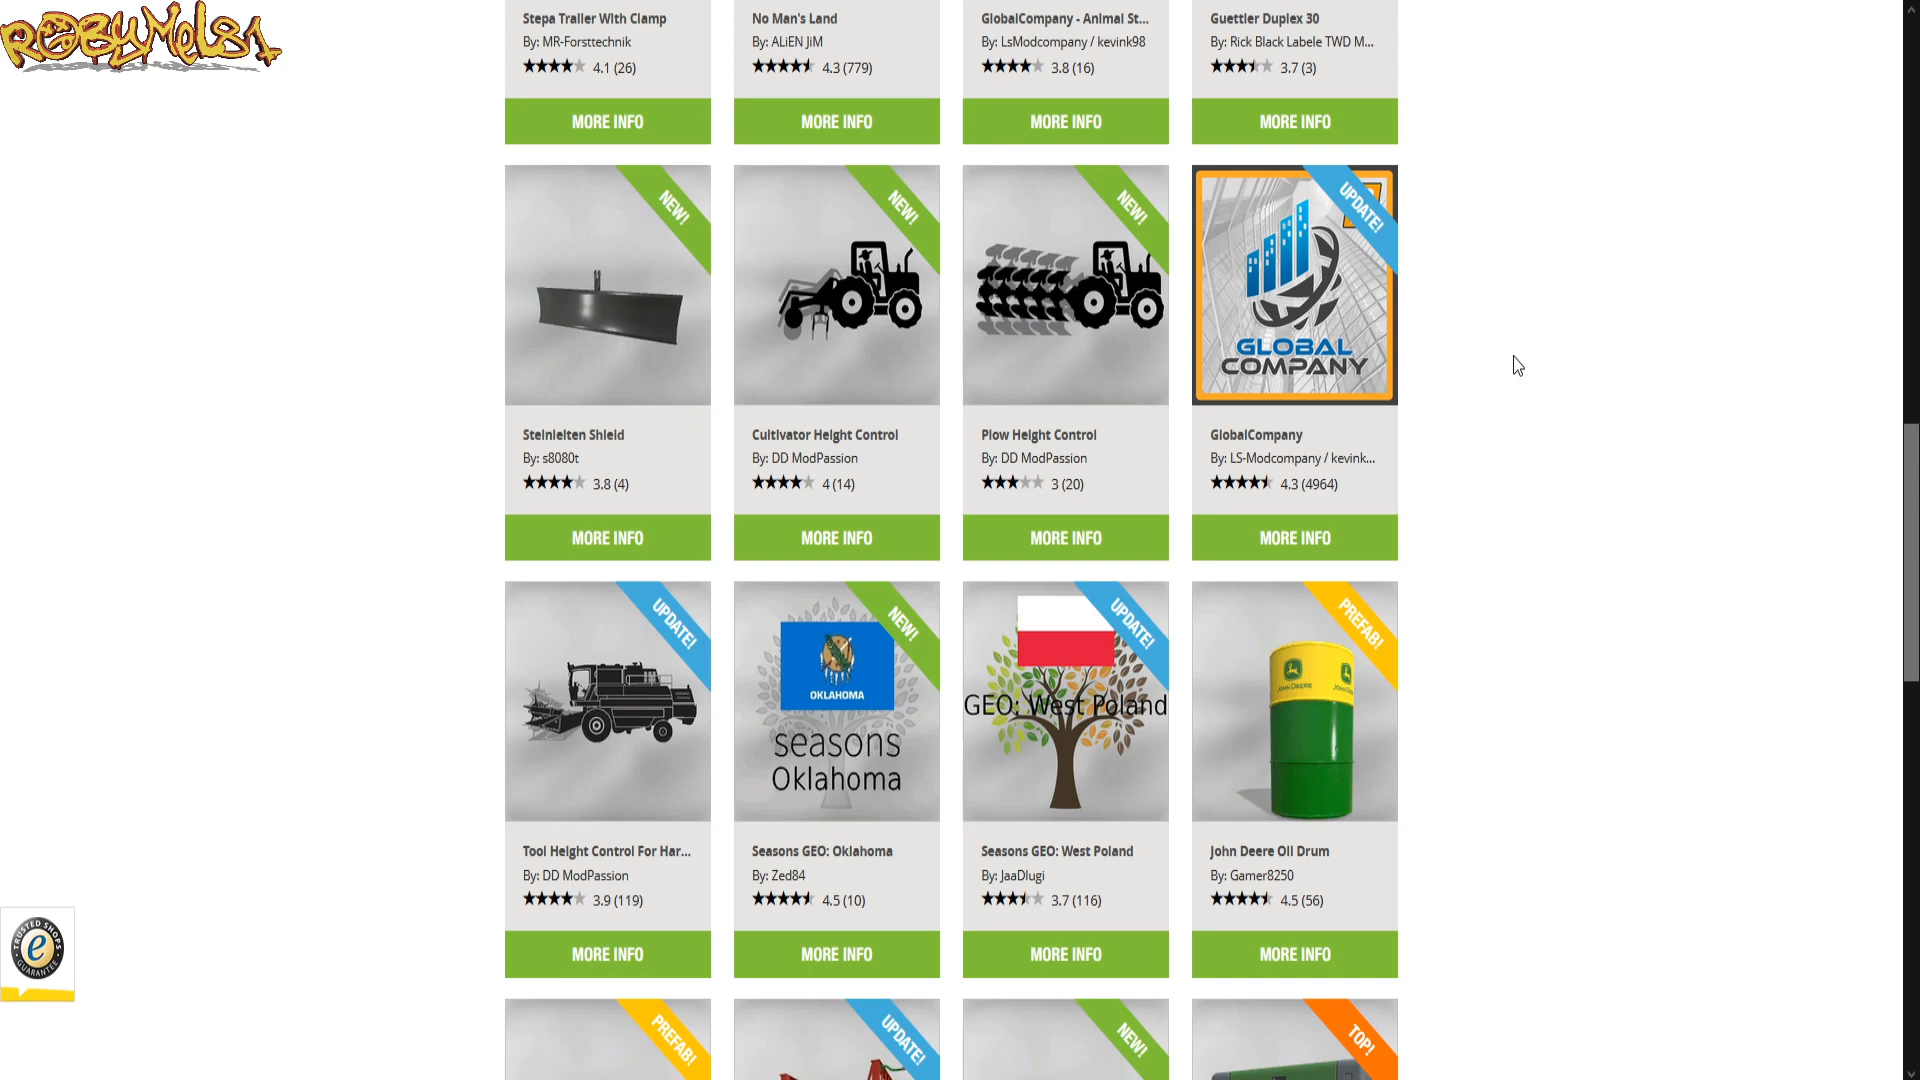 RobyMel81
Stepa Trailer With Clamp
By: MR-Forsttechnik
4.1 (26)
MORE INFO
No Man's Land
By: ALiEN JiM
4.3 (779)
MORE INFO
GlobalCompany - Animal St...
By: LsModcompany / kevink98
3.8 (16)
MORE INFO
Guettler Duplex 30
By: Rick Black Labele TWD M...
3.7 (3)
MORE INFO
NEW!
Steinleiten Shield
By: s8080t
3.8 (4)
MORE INFO
NEW!
Cultivator Height Control
By: DD ModPassion
4 (14)
MORE INFO
NEW!
Plow Height Control
By: DD ModPassion
3 (20)
MORE INFO
UPDATE!
GLOBAL
COMPANY
GlobalCompany
By: LS-Modcompany / kevink...
4.3 (4964)
MORE INFO
UPDATE!
Tool Height Control For Har...
By: DD ModPassion
3.9 (119)
MORE INFO
NEW!
OKLAHOMA
seasons
Oklahoma
Seasons GEO: Oklahoma
By: Zed84
4.5 (10)
MORE INFO
UPDATE!
GEO: West Poland
Seasons GEO: West Poland
By: JaaDlugi
3.7 (116)
MORE INFO
PREFAB!
JOHN DEERE
JOHN DEERE
John Deere Oil Drum
By: Gamer8250
4.5 (56)
MORE INFO
TRUSTED SHOPS
e
GUARANTEE
PREFAB!
UPDATE!
NEW!
TOP!